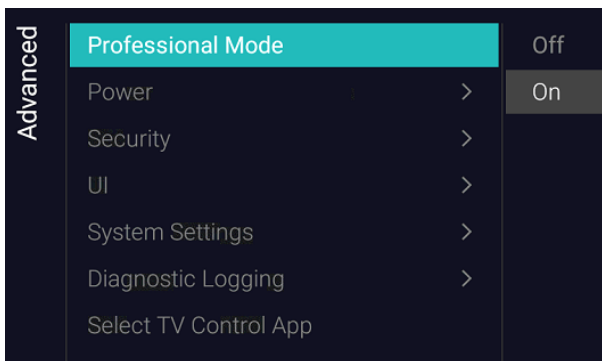 Advanced
Professional Mode
Power
Security
UI
System Settings
Diagnostic Logging
Select TV Control App
Off
On